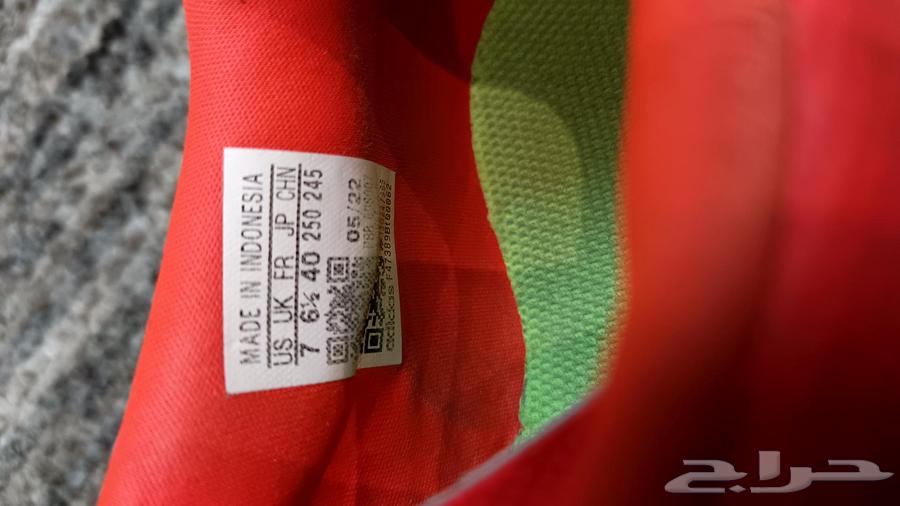 MADE IN INDONESIA
US UK FR JP CHN
7 6½ 40 250 245
05/22
حراج